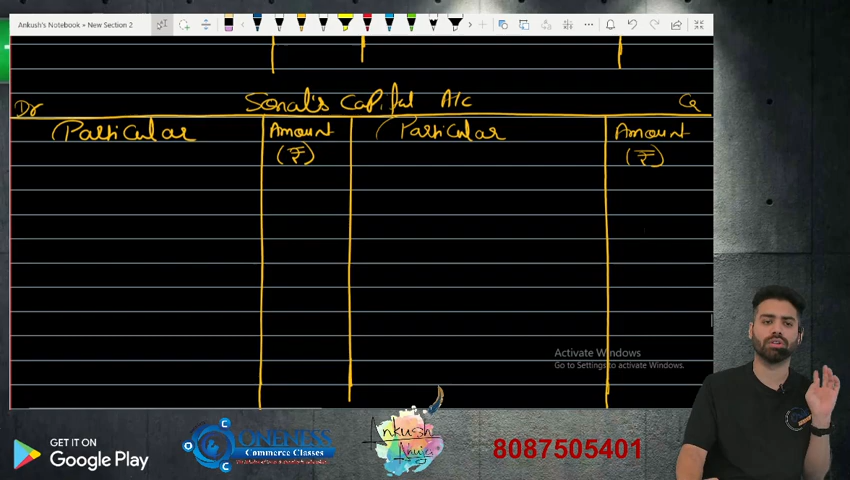 Ankush's Notebook » New Section 2
Dr Sonal's Capital A/c Cr
Particular Amount Particular Amount
(₹) (₹)
Activate Windows
Go to Settings to activate Windows.
GET IT ON
Google Play
C
O
C
ONENESS
Commerce Classes
Ankush
Ahuja
8087505401